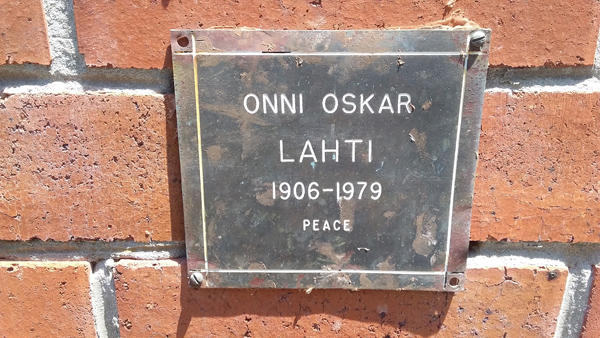 ONNI OSKAR
LAHTI
1906-1979
PEACE